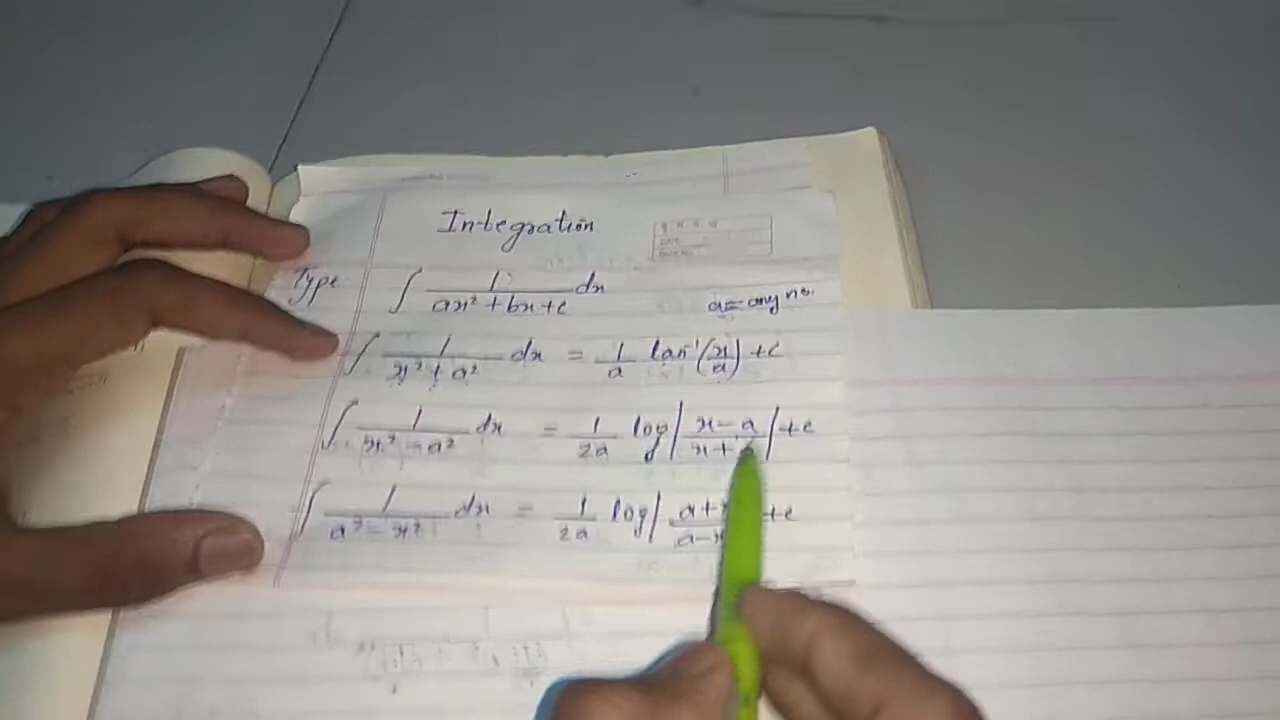 Integration
Type ∫ 1/(ax² + bx + c) dx a = any no.
∫ 1/(x² + a²) dx = 1/a tan⁻¹(x/a) + c
∫ 1/(x² - a²) dx = 1/2a log|(x - a)/(x +| + c
∫ 1/(a² - x²) dx = 1/2a log|(a +/(a - x + c